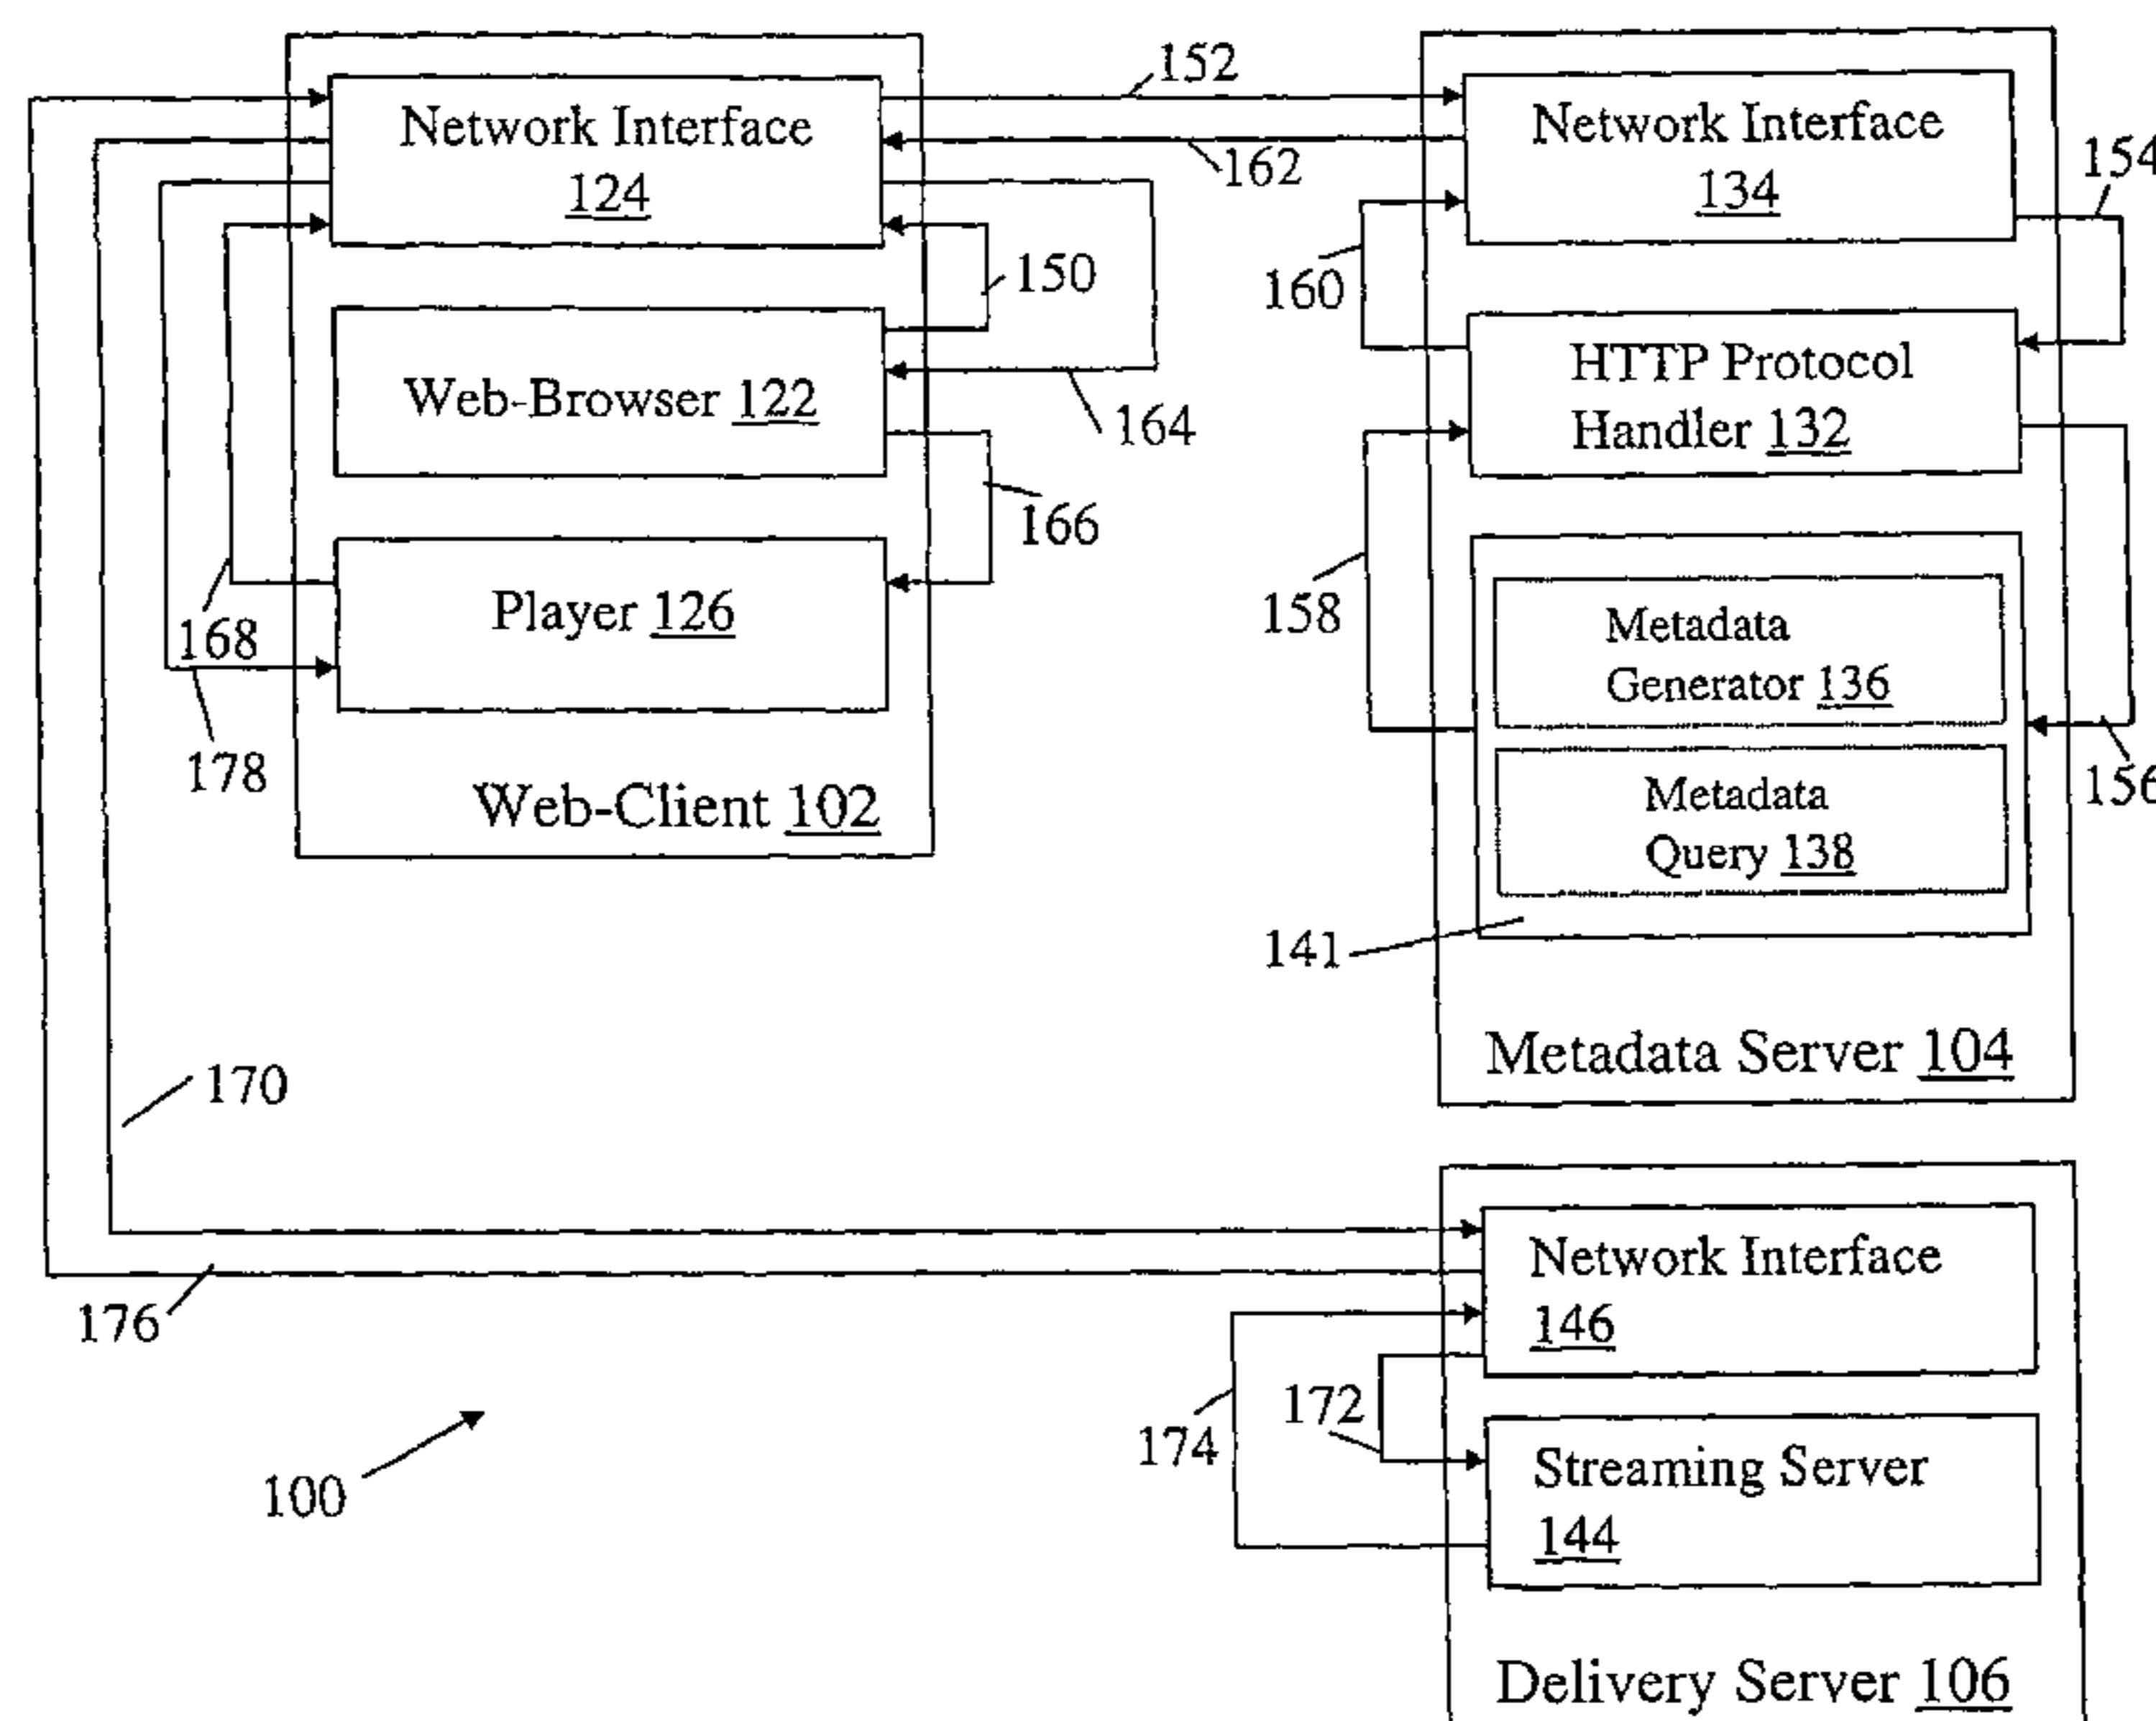 152
Network Interface
124
Network Interface
134
154
162
150
160
Web-Browser 122
HTTP Protocol
Handler 132
164
166
Player 126
158
168
Metadata
Generator 136
178
Web-Client 102
156
Metadata
Query 138
141
Metadata Server 104
170
Network Interface
146
176
172
174
100
Streaming Server
144
Delivery Server 106